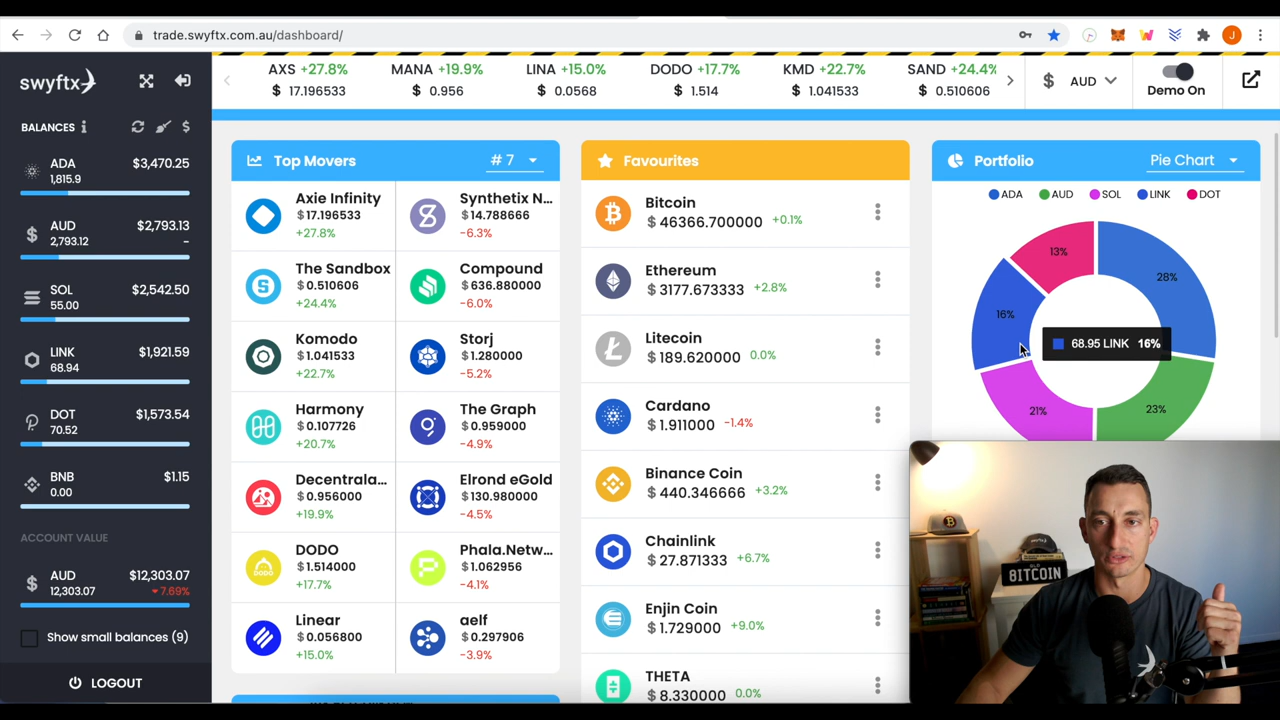 trade.swyftx.com.au/dashboard/
J
swyftx
AXS +27.8%
$ 17.196533
MANA +19.9%
$ 0.956
LINA +15.0%
$ 0.0568
DODO +17.7%
$ 1.514
KMD +22.7%
$ 1.041533
SAND +24.4%
$ 0.510606
$ AUD
Demo On
BALANCES
$
ADA $3,470.25
1,815.9
AUD $2,793.13
2,793.12 -
SOL $2,542.50
55.00
LINK $1,921.59
68.94
DOT $1,573.54
70.52
BNB $1.15
0.00
ACCOUNT VALUE
AUD $12,303.07
12,303.07 ▾ 7.69%
Show small balances (9)
LOGOUT
Top Movers # 7
Axie Infinity
$ 17.196533
+27.8%
Synthetix N...
$ 14.788666
-6.3%
The Sandbox
$ 0.510606
+24.4%
Compound
$ 636.880000
-6.0%
Komodo
$ 1.041533
+22.7%
Storj
$ 1.280000
-5.2%
Harmony
$ 0.107726
+20.7%
The Graph
$ 0.959000
-4.9%
Decentrala...
$ 0.956000
+19.9%
Elrond eGold
$ 130.980000
-4.5%
DODO
$ 1.514000
+17.7%
Phala.Netw...
$ 1.062956
-4.1%
Linear
$ 0.056800
+15.0%
aelf
$ 0.297906
-3.9%
Favourites
Bitcoin
$ 46366.700000 +0.1%
Ethereum
$ 3177.673333 +2.8%
Litecoin
$ 189.620000 0.0%
Cardano
$ 1.911000 -1.4%
Binance Coin
$ 440.346666 +3.2%
Chainlink
$ 27.871333 +6.7%
Enjin Coin
$ 1.729000 +9.0%
THETA
$ 8.330000 0.0%
Portfolio Pie Chart
ADA AUD SOL LINK DOT
13%
28%
16%
68.95 LINK 16%
21%
23%
8ITCOIN